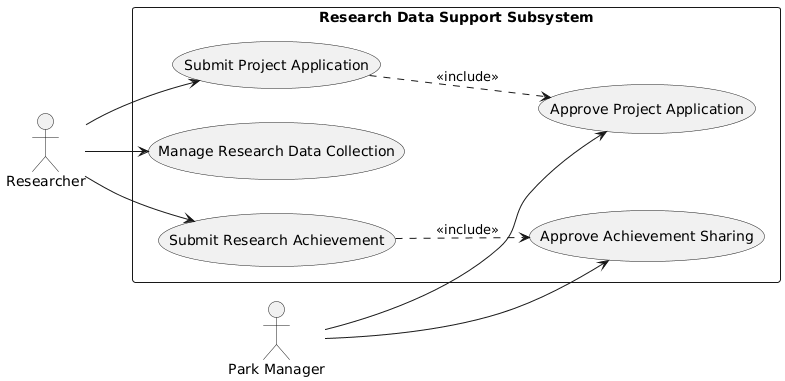 Research Data Support Subsystem
Submit Project Application
«include»
Approve Project Application
Researcher
Manage Research Data Collection
Submit Research Achievement
«include»
Approve Achievement Sharing
Park Manager